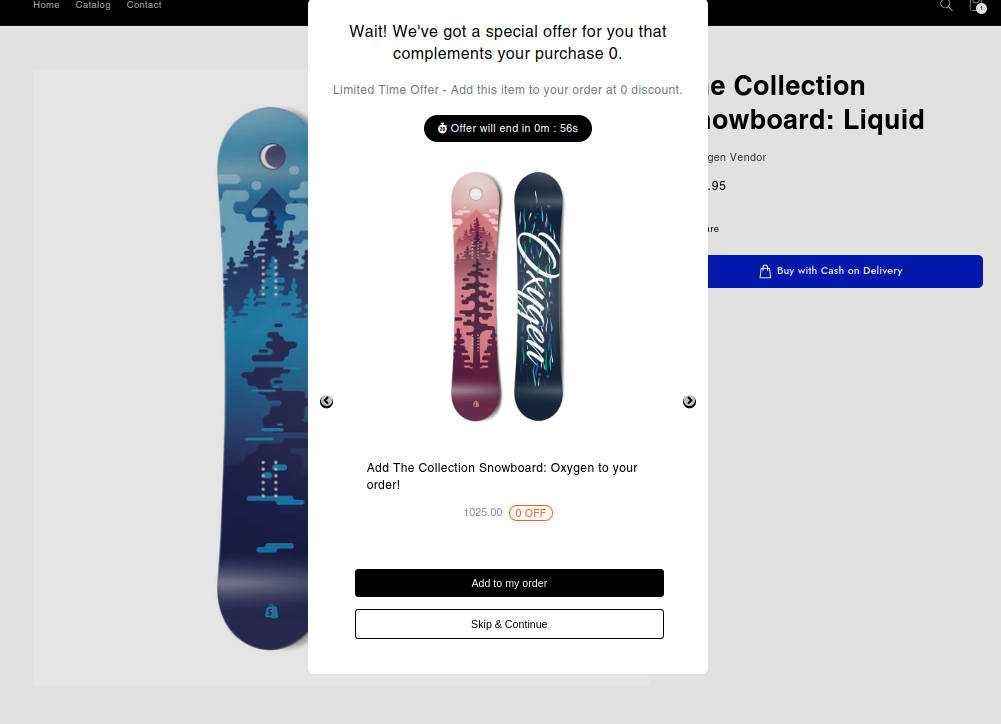 Home Catalog Contact
1
Wait! We've got a special offer for you that
complements your purchase 0.
Limited Time Offer - Add this item to your order at 0 discount.
Offer will end in 0m : 56s
Collection
Liquid
Vendor
.95
Buy with Cash on Delivery
Oxygen
Add The Collection Snowboard: Oxygen to your
order!
1025.00 0 OFF
Add to my order
Skip & Continue